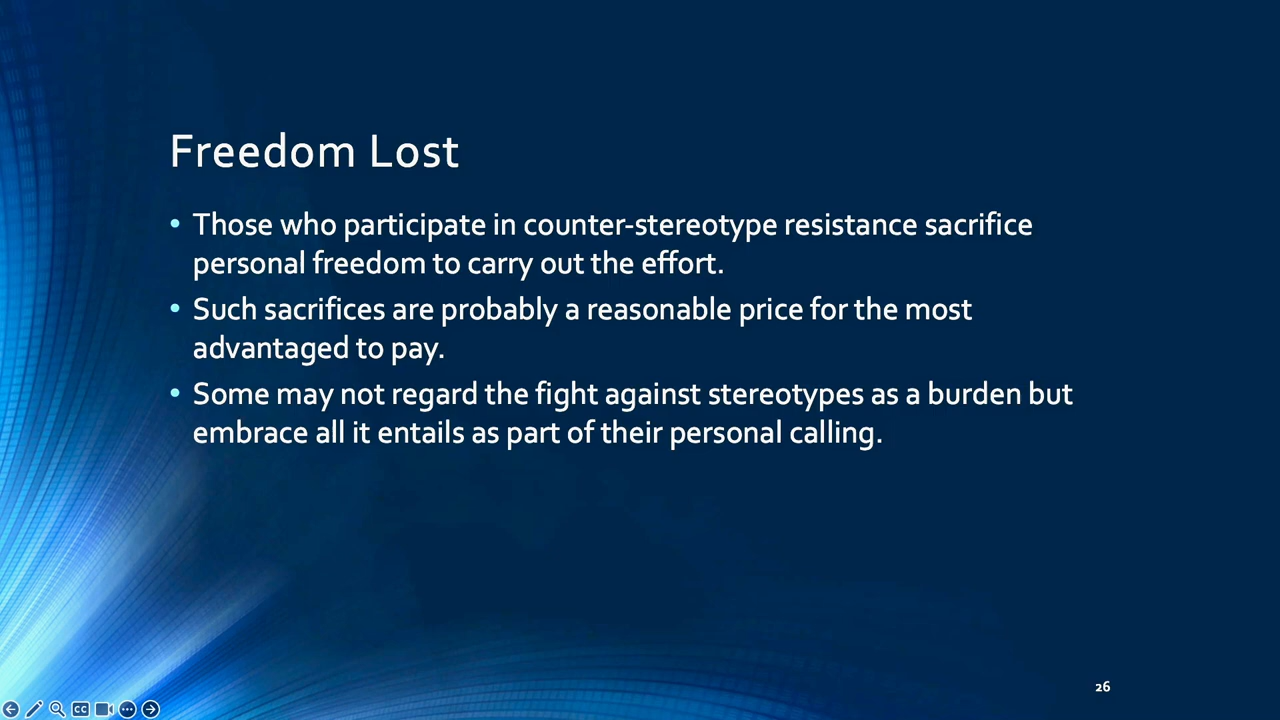 Freedom Lost
• Those who participate in counter-stereotype resistance sacrifice
personal freedom to carry out the effort.
• Such sacrifices are probably a reasonable price for the most
advantaged to pay.
• Some may not regard the fight against stereotypes as a burden but
embrace all it entails as part of their personal calling.
26
CC